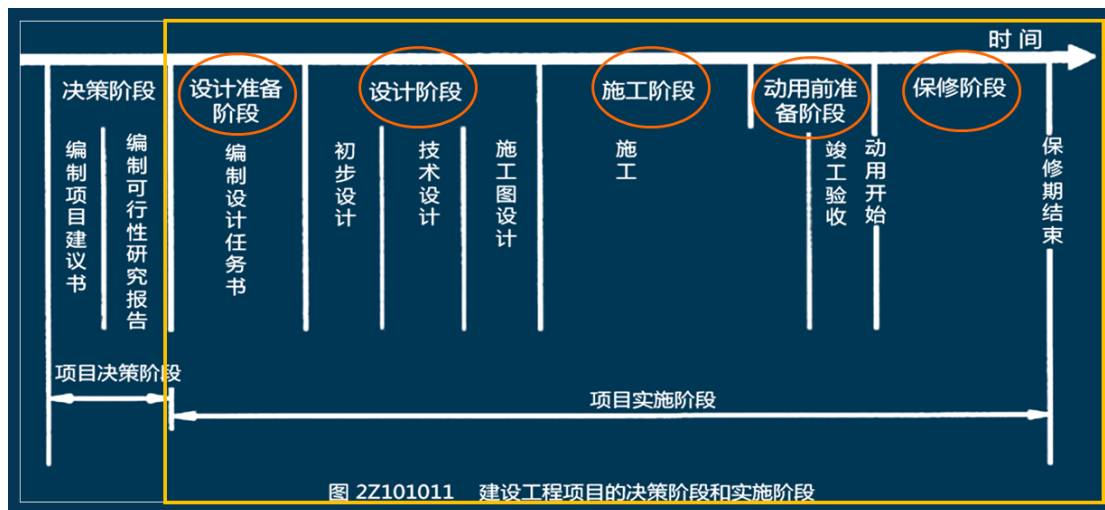 时间
决策阶段
设计准备
阶段
设计阶段
施工阶段
动用前准
备阶段
保修阶段
编制项目建议书
编制可行性研究报告
编制设计任务书
初步设计
技术设计
施工图设计
施工
竣工验收
动用开始
保修期结束
项目决策阶段
项目实施阶段
图 2Z101011 建设工程项目的决策阶段和实施阶段